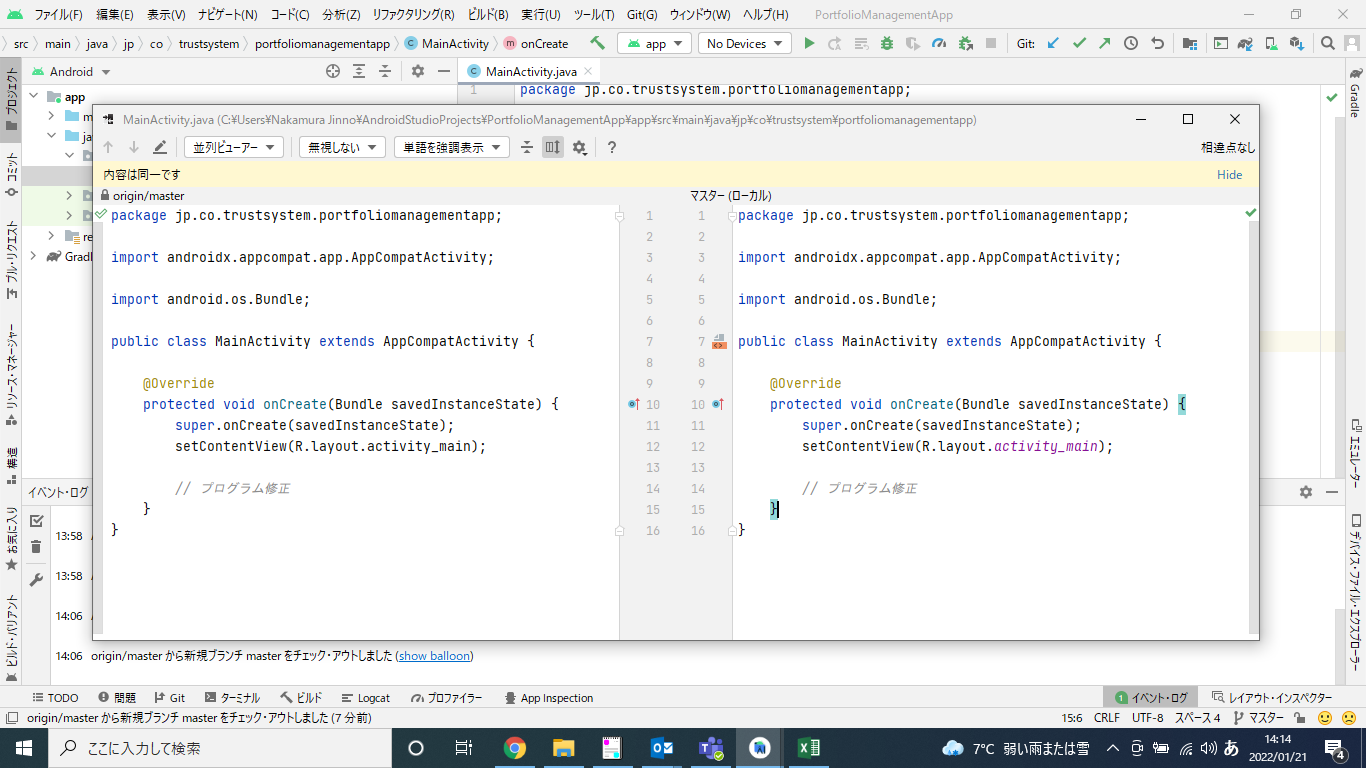 ファイル(F) 編集(E) 表示(V) ナビゲート(N) コード(C) 分析(Z) リファクタリング(R) ビルド(B) 実行(U) ツール(T) Git(G) ウィンドウ(W) ヘルプ(H) PortfolioManagementApp
src main java jp co trustsystem portfoliomanagementapp MainActivity onCreate app No Devices Git:
Android
MainActivity.java
プロジェクト
コミット
プル・リクエスト
リソース・マネージャー
構造
お気に入り
ビルド・バリアント
app
Gradle
エミュレーター
デバイス・ファイル・エクスプローラー
1 package jp.co.trustsystem.portfoliomanagementapp;
MainActivity.java (C:¥Users¥Nakamura Jinno¥AndroidStudioProjects¥PortfolioManagementApp¥app¥src¥main¥java¥jp¥co¥trustsystem¥portfoliomanagementapp)
並列ビューアー 無視しない 単語を強調表示 ? 相違点なし
内容は同一です Hide
origin/master
package jp.co.trustsystem.portfoliomanagementapp; 1
2
import androidx.appcompat.app.AppCompatActivity; 3
4
import android.os.Bundle; 5
6
public class MainActivity extends AppCompatActivity { 7
8
@Override 9
protected void onCreate(Bundle savedInstanceState) { 10
super.onCreate(savedInstanceState); 11
setContentView(R.layout.activity_main); 12
13
// プログラム修正 14
} 15
} 16
マスター (ローカル)
1 package jp.co.trustsystem.portfoliomanagementapp;
2
3 import androidx.appcompat.app.AppCompatActivity;
4
5 import android.os.Bundle;
6
7 public class MainActivity extends AppCompatActivity {
8
9 @Override
10 protected void onCreate(Bundle savedInstanceState) {
11 super.onCreate(savedInstanceState);
12 setContentView(R.layout.activity_main);
13
14 // プログラム修正
15 }
16 }
イベント・ログ
13:58
13:58
14:06
14:06 origin/master から新規ブランチ master をチェック・アウトしました (show balloon)
TODO 問題 Git ターミナル ビルド Logcat プロファイラー App Inspection 1 イベント・ログ レイアウト・インスペクター
origin/master から新規ブランチ master をチェック・アウトしました (7 分前) 15:6 CRLF UTF-8 スペース 4 マスター
ここに入力して検索 7°C 弱い雨または雪 あ 14:14
2022/01/21 4